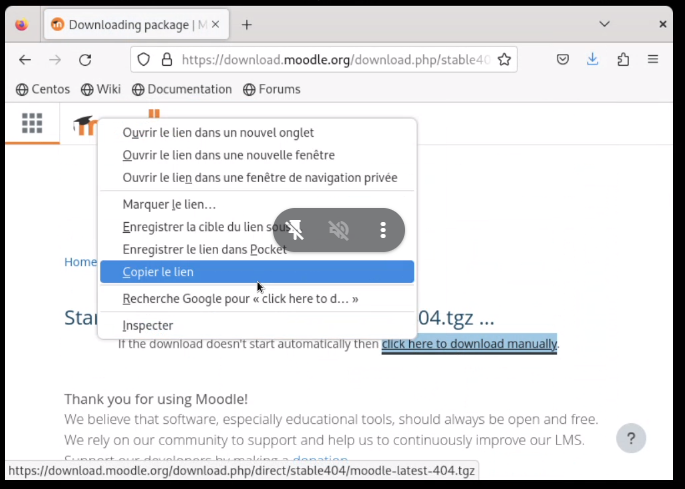 Downloading package | M
https://download.moodle.org/download.php/stable40
Centos Wiki Documentation Forums
Ouvrir le lien dans un nouvel onglet
Ouvrir le lien dans une nouvelle fenêtre
Ouvrir le lien dans une fenêtre de navigation privée
Marquer le lien...
Enregistrer la cible du lien sous
Enregistrer le lien dans Pocket
Home
Copier le lien
Recherche Google pour « click here to d... »
Star 04.tgz ...
Inspecter
If the download doesn't start automatically then click here to download manually.
Thank you for using Moodle!
We believe that software, especially educational tools, should always be open and free.
We rely on our community to support and help us to continuously improve our LMS.
Support our developers by making a donation
?
https://download.moodle.org/download.php/direct/stable404/moodle-latest-404.tgz